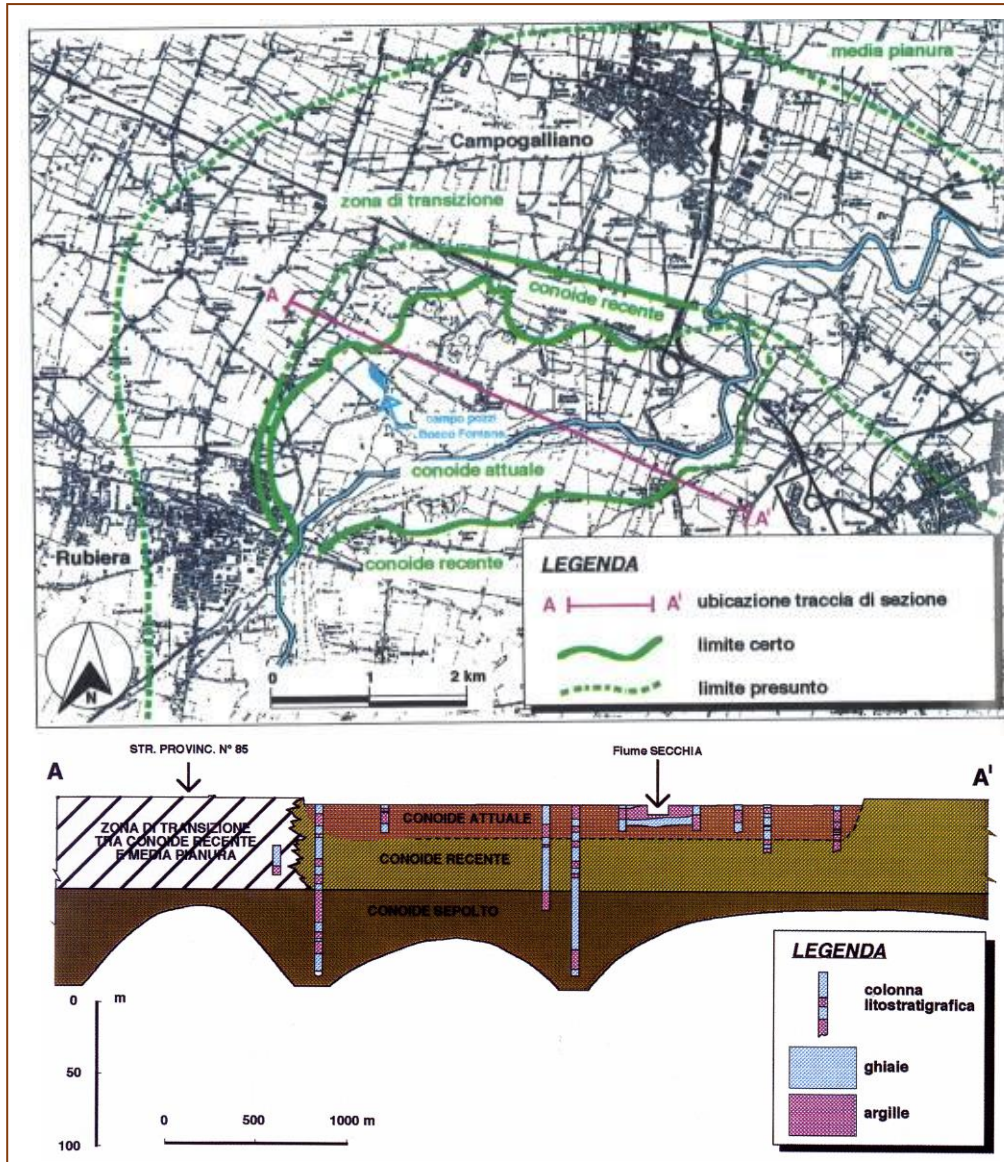 media pianura
Campogalliano
zona di transizione
conoide recente
A
campo pozzi
Bosco Fontana
conoide attuale
A'
Rubiera
conoide recente
N
0 1 2 km
LEGENDA
A A' ubicazione traccia di sezione
limite certo
limite presunto
STR. PROVINC. N° 85
Fiume SECCHIA
A
A'
ZONA DI TRANSIZIONE
TRA CONOIDE RECENTE
E MEDIA PIANURA
CONOIDE ATTUALE
CONOIDE RECENTE
CONOIDE SEPOLTO
0 m
50
100
0 500 1000 m
LEGENDA
colonna
litostratigrafica
ghiaie
argille